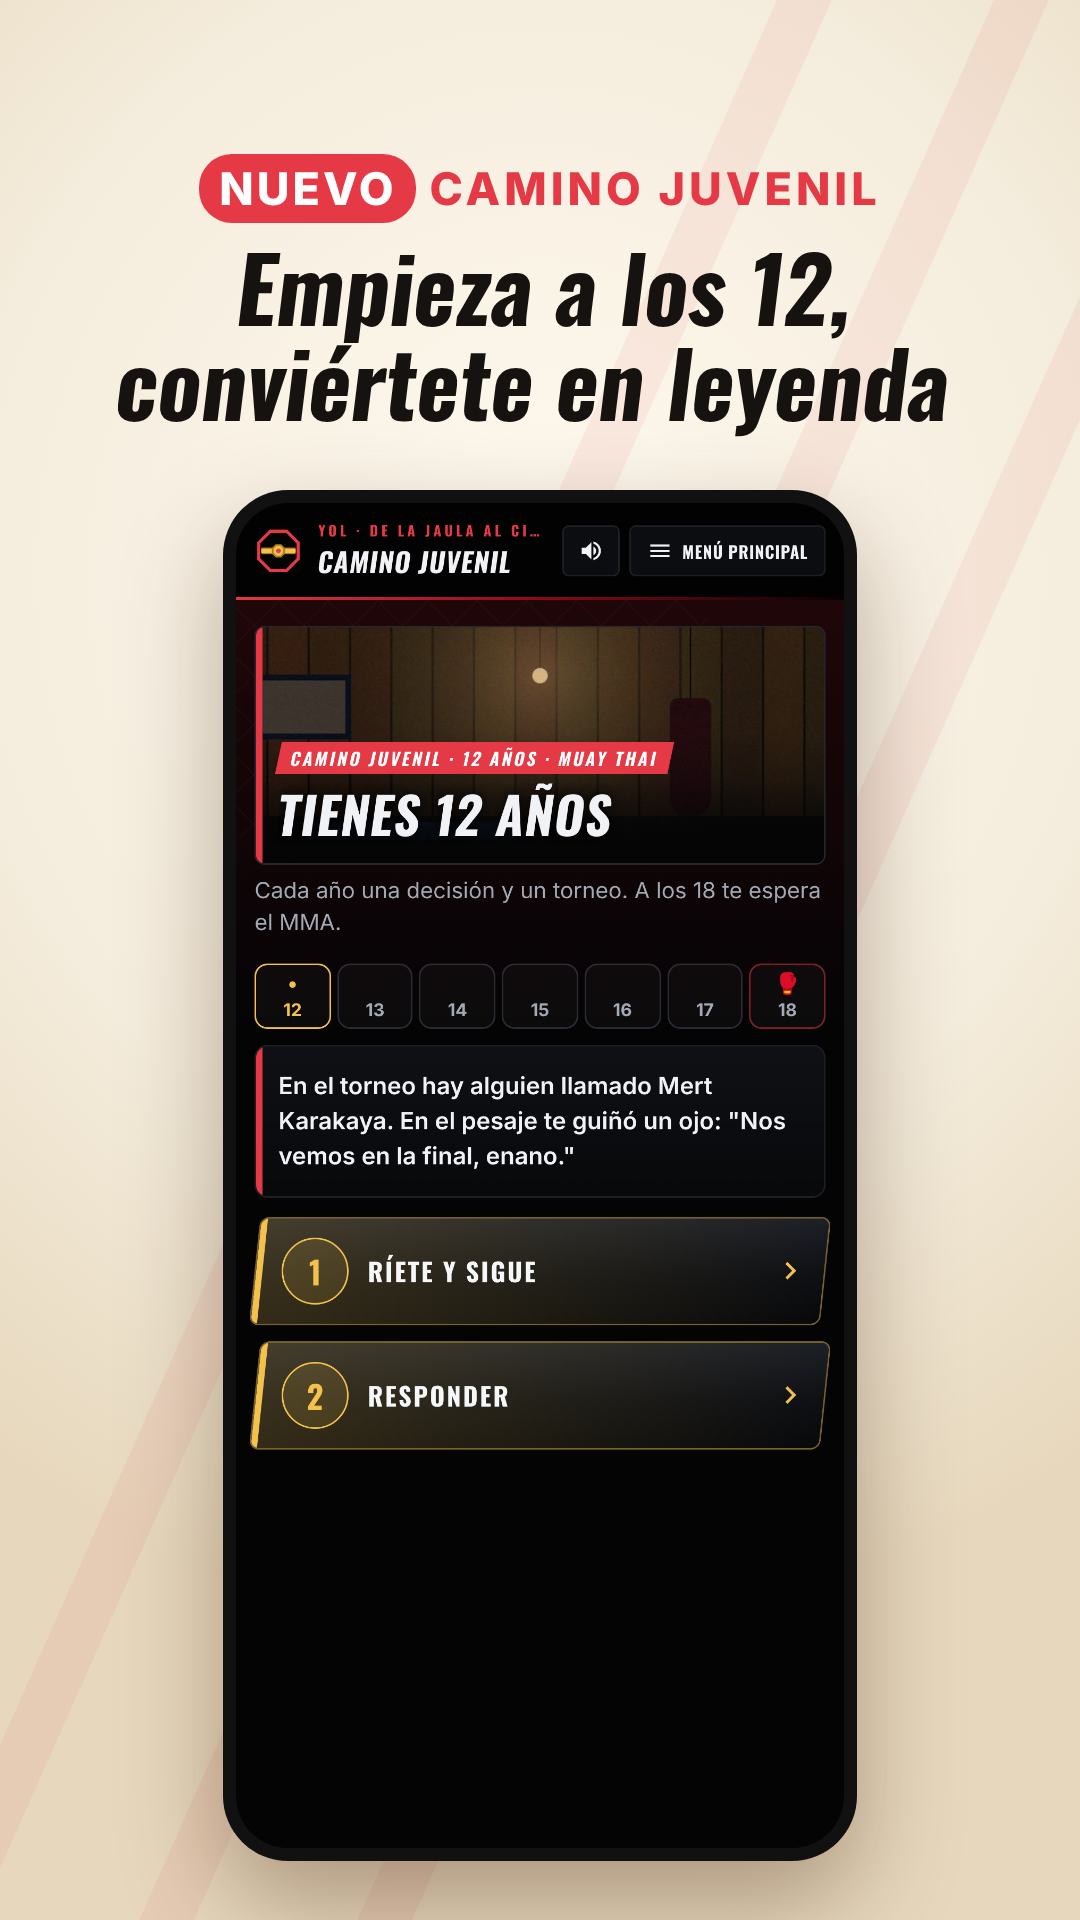 NUEVO CAMINO JUVENIL
Empieza a los 12,
conviértete en leyenda
YOL · DE LA JAULA AL CI…
CAMINO JUVENIL
MENÚ PRINCIPAL
CAMINO JUVENIL · 12 AÑOS · MUAY THAI
TIENES 12 AÑOS
Cada año una decisión y un torneo. A los 18 te espera
el MMA.
12 13 14 15 16 17 18
En el torneo hay alguien llamado Mert
Karakaya. En el pesaje te guiñó un ojo: "Nos
vemos en la final, enano."
1 RÍETE Y SIGUE
2 RESPONDER